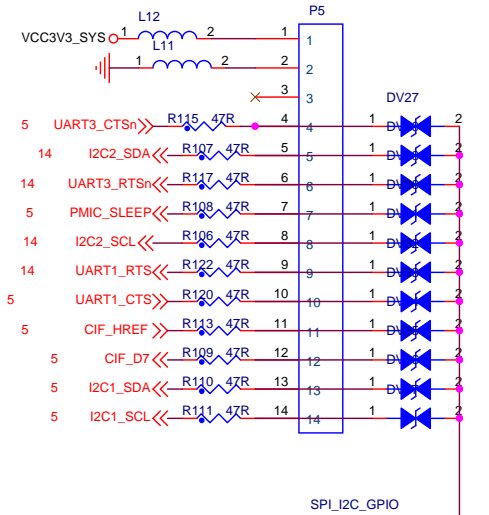 L12 P5
VCC3V3_SYS 1 2 1 1
L11
1 2 2 2
3 3 DV27
5 UART3_CTSn R115 47R 4 4 1 2
14 I2C2_SDA R107 47R 5 5 1 2
14 UART3_RTSn R117 47R 6 6 1 2
5 PMIC_SLEEP R108 47R 7 7 1 2
14 I2C2_SCL R106 47R 8 8 1 2
14 UART1_RTS R122 47R 9 9 1 2
5 UART1_CTS R120 47R 10 10 1 2
5 CIF_HREF R113 47R 11 11 1 2
5 CIF_D7 R109 47R 12 12 1 2
5 I2C1_SDA R110 47R 13 13 1 2
5 I2C1_SCL R111 47R 14 14 1 2
SPI_I2C_GPIO